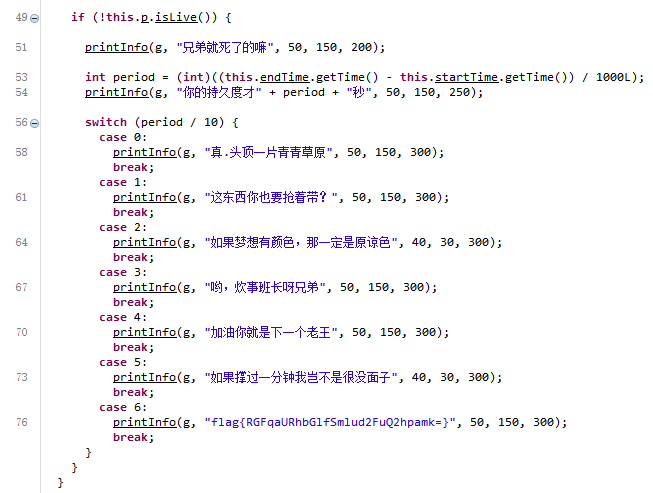 49 if (!this.p.isLive()) {
51 printInfo(g, "兄弟就死了的嘛", 50, 150, 200);
53 int period = (int)((this.endTime.getTime() - this.startTime.getTime()) / 1000L);
54 printInfo(g, "你的持久度才" + period + "秒", 50, 150, 250);
56 switch (period / 10) {
case 0:
58 printInfo(g, "真.头顶一片青青草原", 50, 150, 300);
break;
case 1:
61 printInfo(g, "这东西你也要抢着带?", 50, 150, 300);
break;
case 2:
64 printInfo(g, "如果梦想有颜色，那一定是原谅色", 40, 30, 300);
break;
case 3:
67 printInfo(g, "哟，炊事班长呀兄弟", 50, 150, 300);
break;
case 4:
70 printInfo(g, "加油你就是下一个老王", 50, 150, 300);
break;
case 5:
73 printInfo(g, "如果撑过一分钟我岂不是很没面子", 40, 30, 300);
break;
case 6:
76 printInfo(g, "flag{RGFqaURhbGlfSmlud2FuQ2hpamk=}", 50, 150, 300);
break;
}
}
}